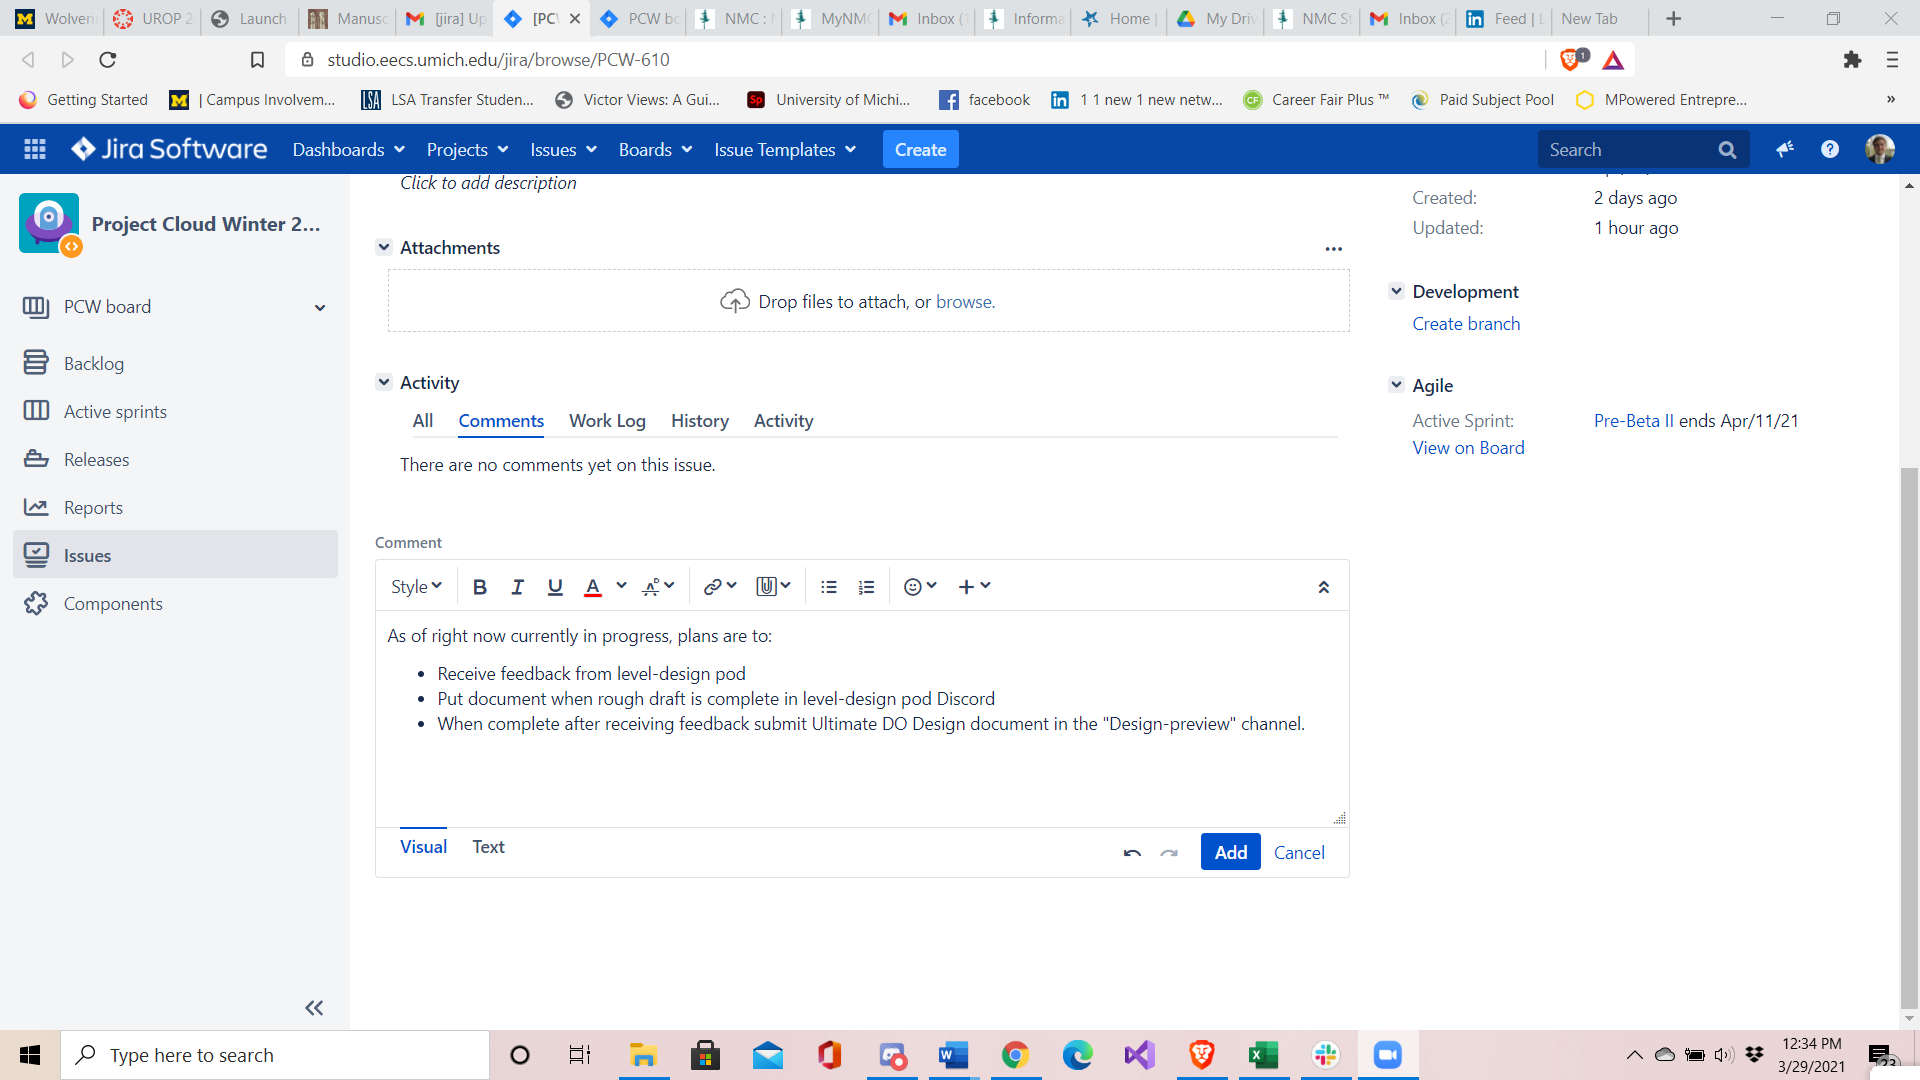 Wolveri
UROP 2
Launch
Manusc
[jira] Up
[PC
PCW bo
NMC :
MyNMC
Inbox (1
Informa
Home |
My Driv
NMC St
Inbox (2
Feed | L
New Tab
studio.eecs.umich.edu/jira/browse/PCW-610
1
Getting Started
| Campus Involvem...
LSA Transfer Studen...
Victor Views: A Gui...
University of Michi...
facebook
1 1 new 1 new netw...
Career Fair Plus ™
Paid Subject Pool
MPowered Entrepre...
»
Jira Software
Dashboards
Projects
Issues
Boards
Issue Templates
Create
Search
Project Cloud Winter 2...
PCW board
Backlog
Active sprints
Releases
Reports
Issues
Components
Click to add description
Attachments
Drop files to attach, or browse.
Activity
All Comments Work Log History Activity
There are no comments yet on this issue.
Comment
Style B I U A
As of right now currently in progress, plans are to:
• Receive feedback from level-design pod
• Put document when rough draft is complete in level-design pod Discord
• When complete after receiving feedback submit Ultimate DO Design document in the "Design-preview" channel.
Visual Text
Add Cancel
Created: 2 days ago
Updated: 1 hour ago
Development
Create branch
Agile
Active Sprint: Pre-Beta II ends Apr/11/21
View on Board
Type here to search
12:34 PM
3/29/2021
23